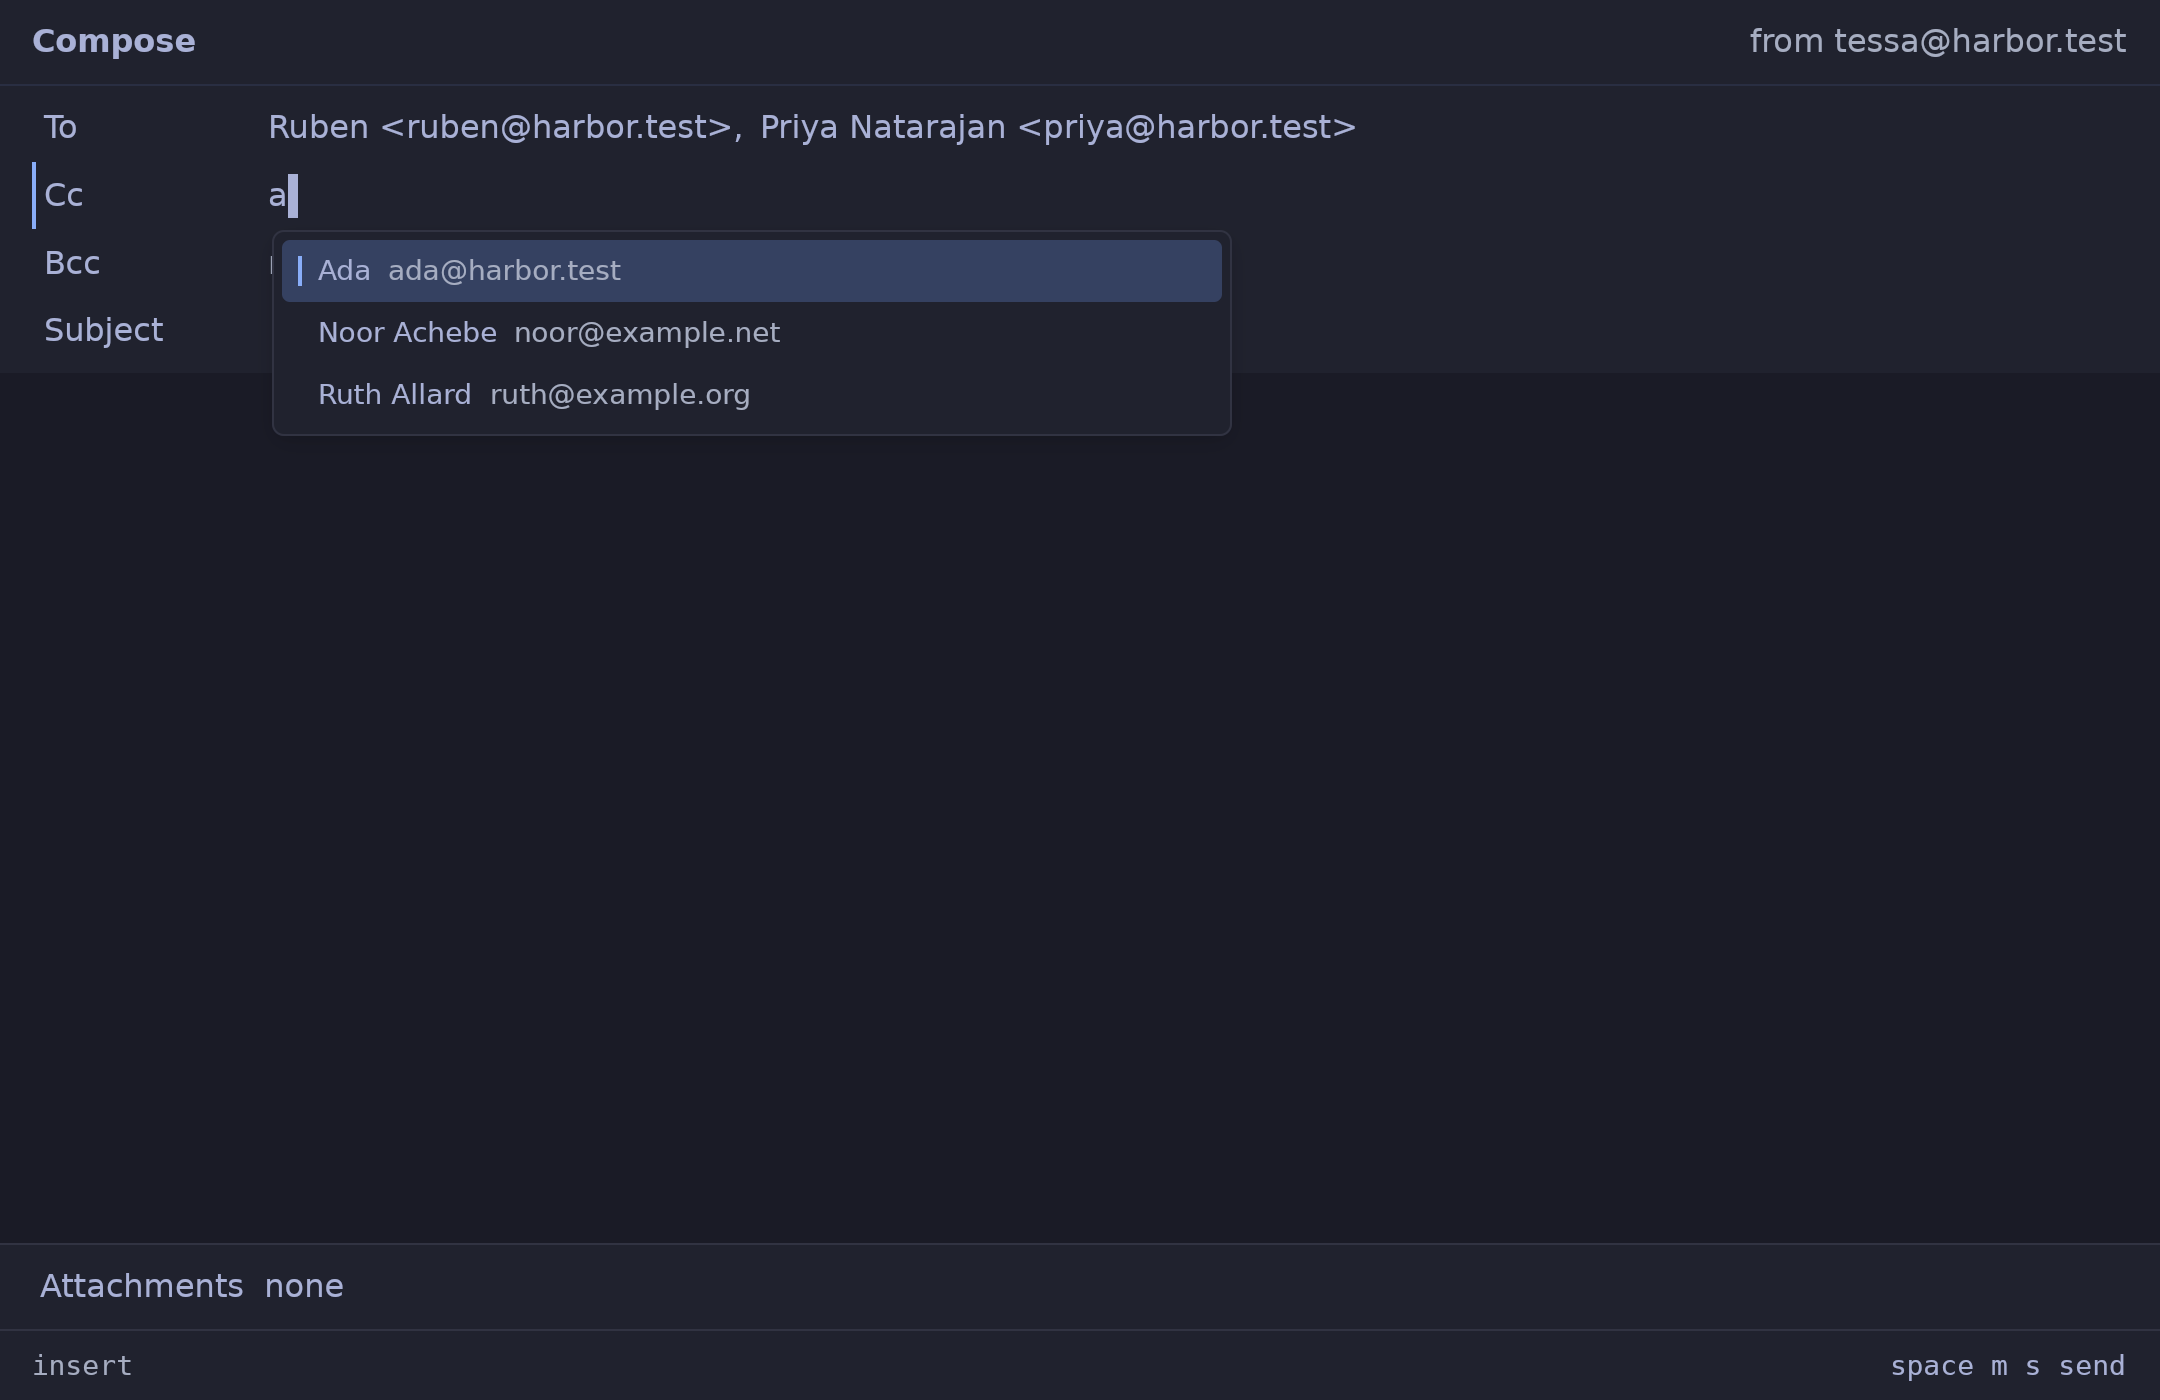 Compose
from tessa@harbor.test
To Ruben <ruben@harbor.test>, Priya Natarajan <priya@harbor.test>
Cc a
Bcc
Ada ada@harbor.test
Noor Achebe noor@example.net
Subject
Ruth Allard ruth@example.org
Attachments none
insert
space m s send